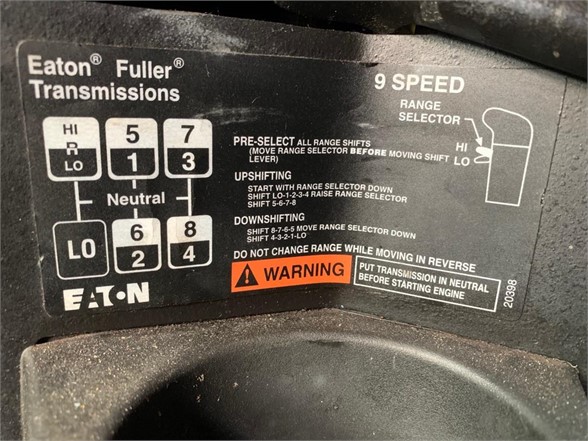 Eaton® Fuller®
Transmissions
9 SPEED
RANGE
SELECTOR
HI
LO
HI
R
LO
5
1
7
3
Neutral
LO
6
2
8
4
PRE-SELECT ALL RANGE SHIFTS
(MOVE RANGE SELECTOR BEFORE MOVING SHIFT
LEVER)
UPSHIFTING
START WITH RANGE SELECTOR DOWN
SHIFT LO-1-2-3-4 RAISE RANGE SELECTOR
SHIFT 5-6-7-8
DOWNSHIFTING
SHIFT 8-7-6-5 MOVE RANGE SELECTOR DOWN
SHIFT 4-3-2-1-LO
DO NOT CHANGE RANGE WHILE MOVING IN REVERSE
WARNING
PUT TRANSMISSION IN NEUTRAL
BEFORE STARTING ENGINE
EATON
20398